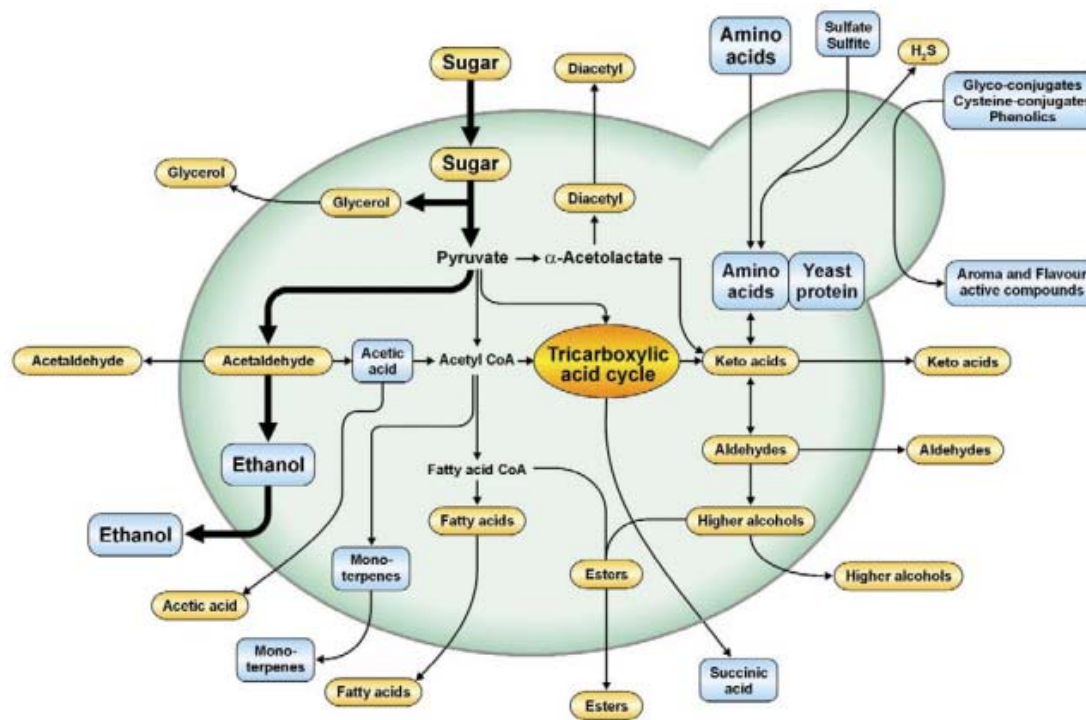 Sugar
Diacetyl
Amino
acids
Sulfate
Sulfite
H₂S
Glyco-conjugates
Cysteine-conjugates
Phenolics
Sugar
Glycerol
Glycerol
Diacetyl
Pyruvate
α-Acetolactate
Amino
acids
Yeast
protein
Aroma and Flavour
active compounds
Acetaldehyde
Acetaldehyde
Acetic
acid
Acetyl CoA
Tricarboxylic
acid cycle
Keto acids
Keto acids
Ethanol
Fatty acid CoA
Aldehydes
Aldehydes
Ethanol
Fatty acids
Higher alcohols
Mono-
terpenes
Esters
Higher alcohols
Acetic acid
Mono-
terpenes
Fatty acids
Esters
Succinic
acid